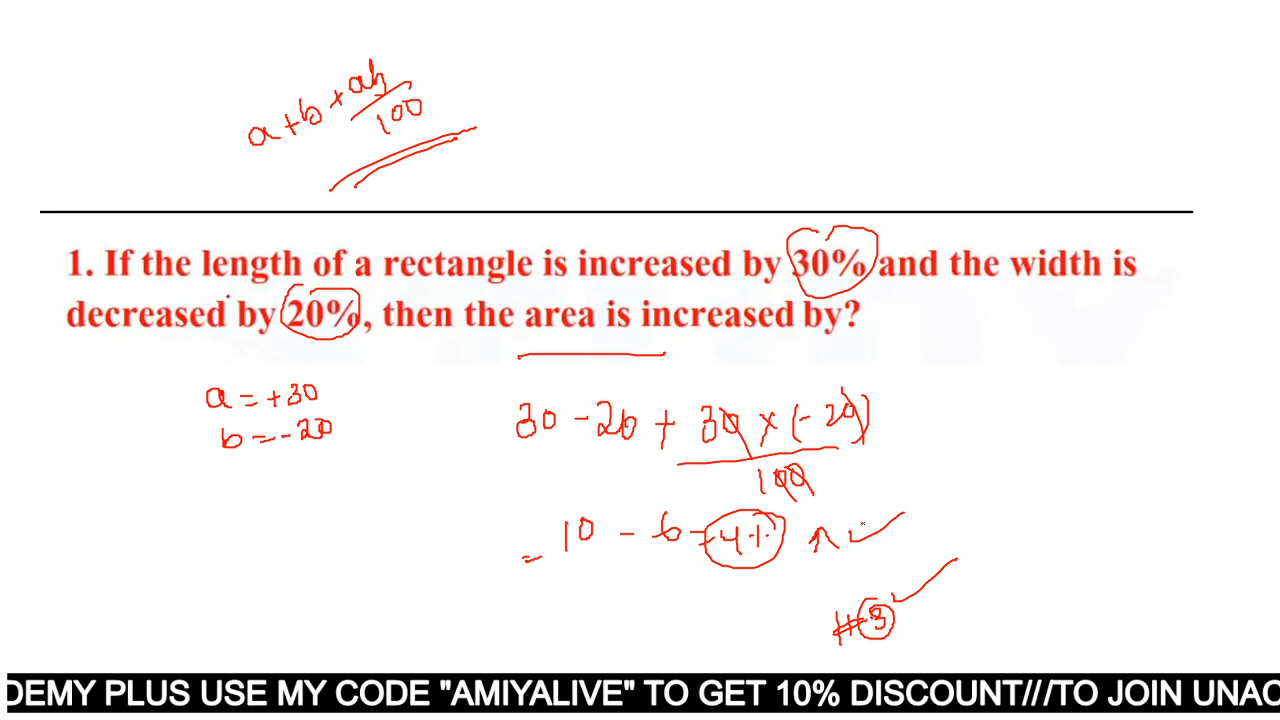 a + b + ab/100
1. If the length of a rectangle is increased by 30% and the width is
decreased by 20%, then the area is increased by?
a = +30
b = -20
30 - 20 + 30 × (-20)
100
= 10 - 6 = 4% ↑ ✓
#3 ✓
DEMY PLUS USE MY CODE "AMIYALIVE" TO GET 10% DISCOUNT///TO JOIN UNAC